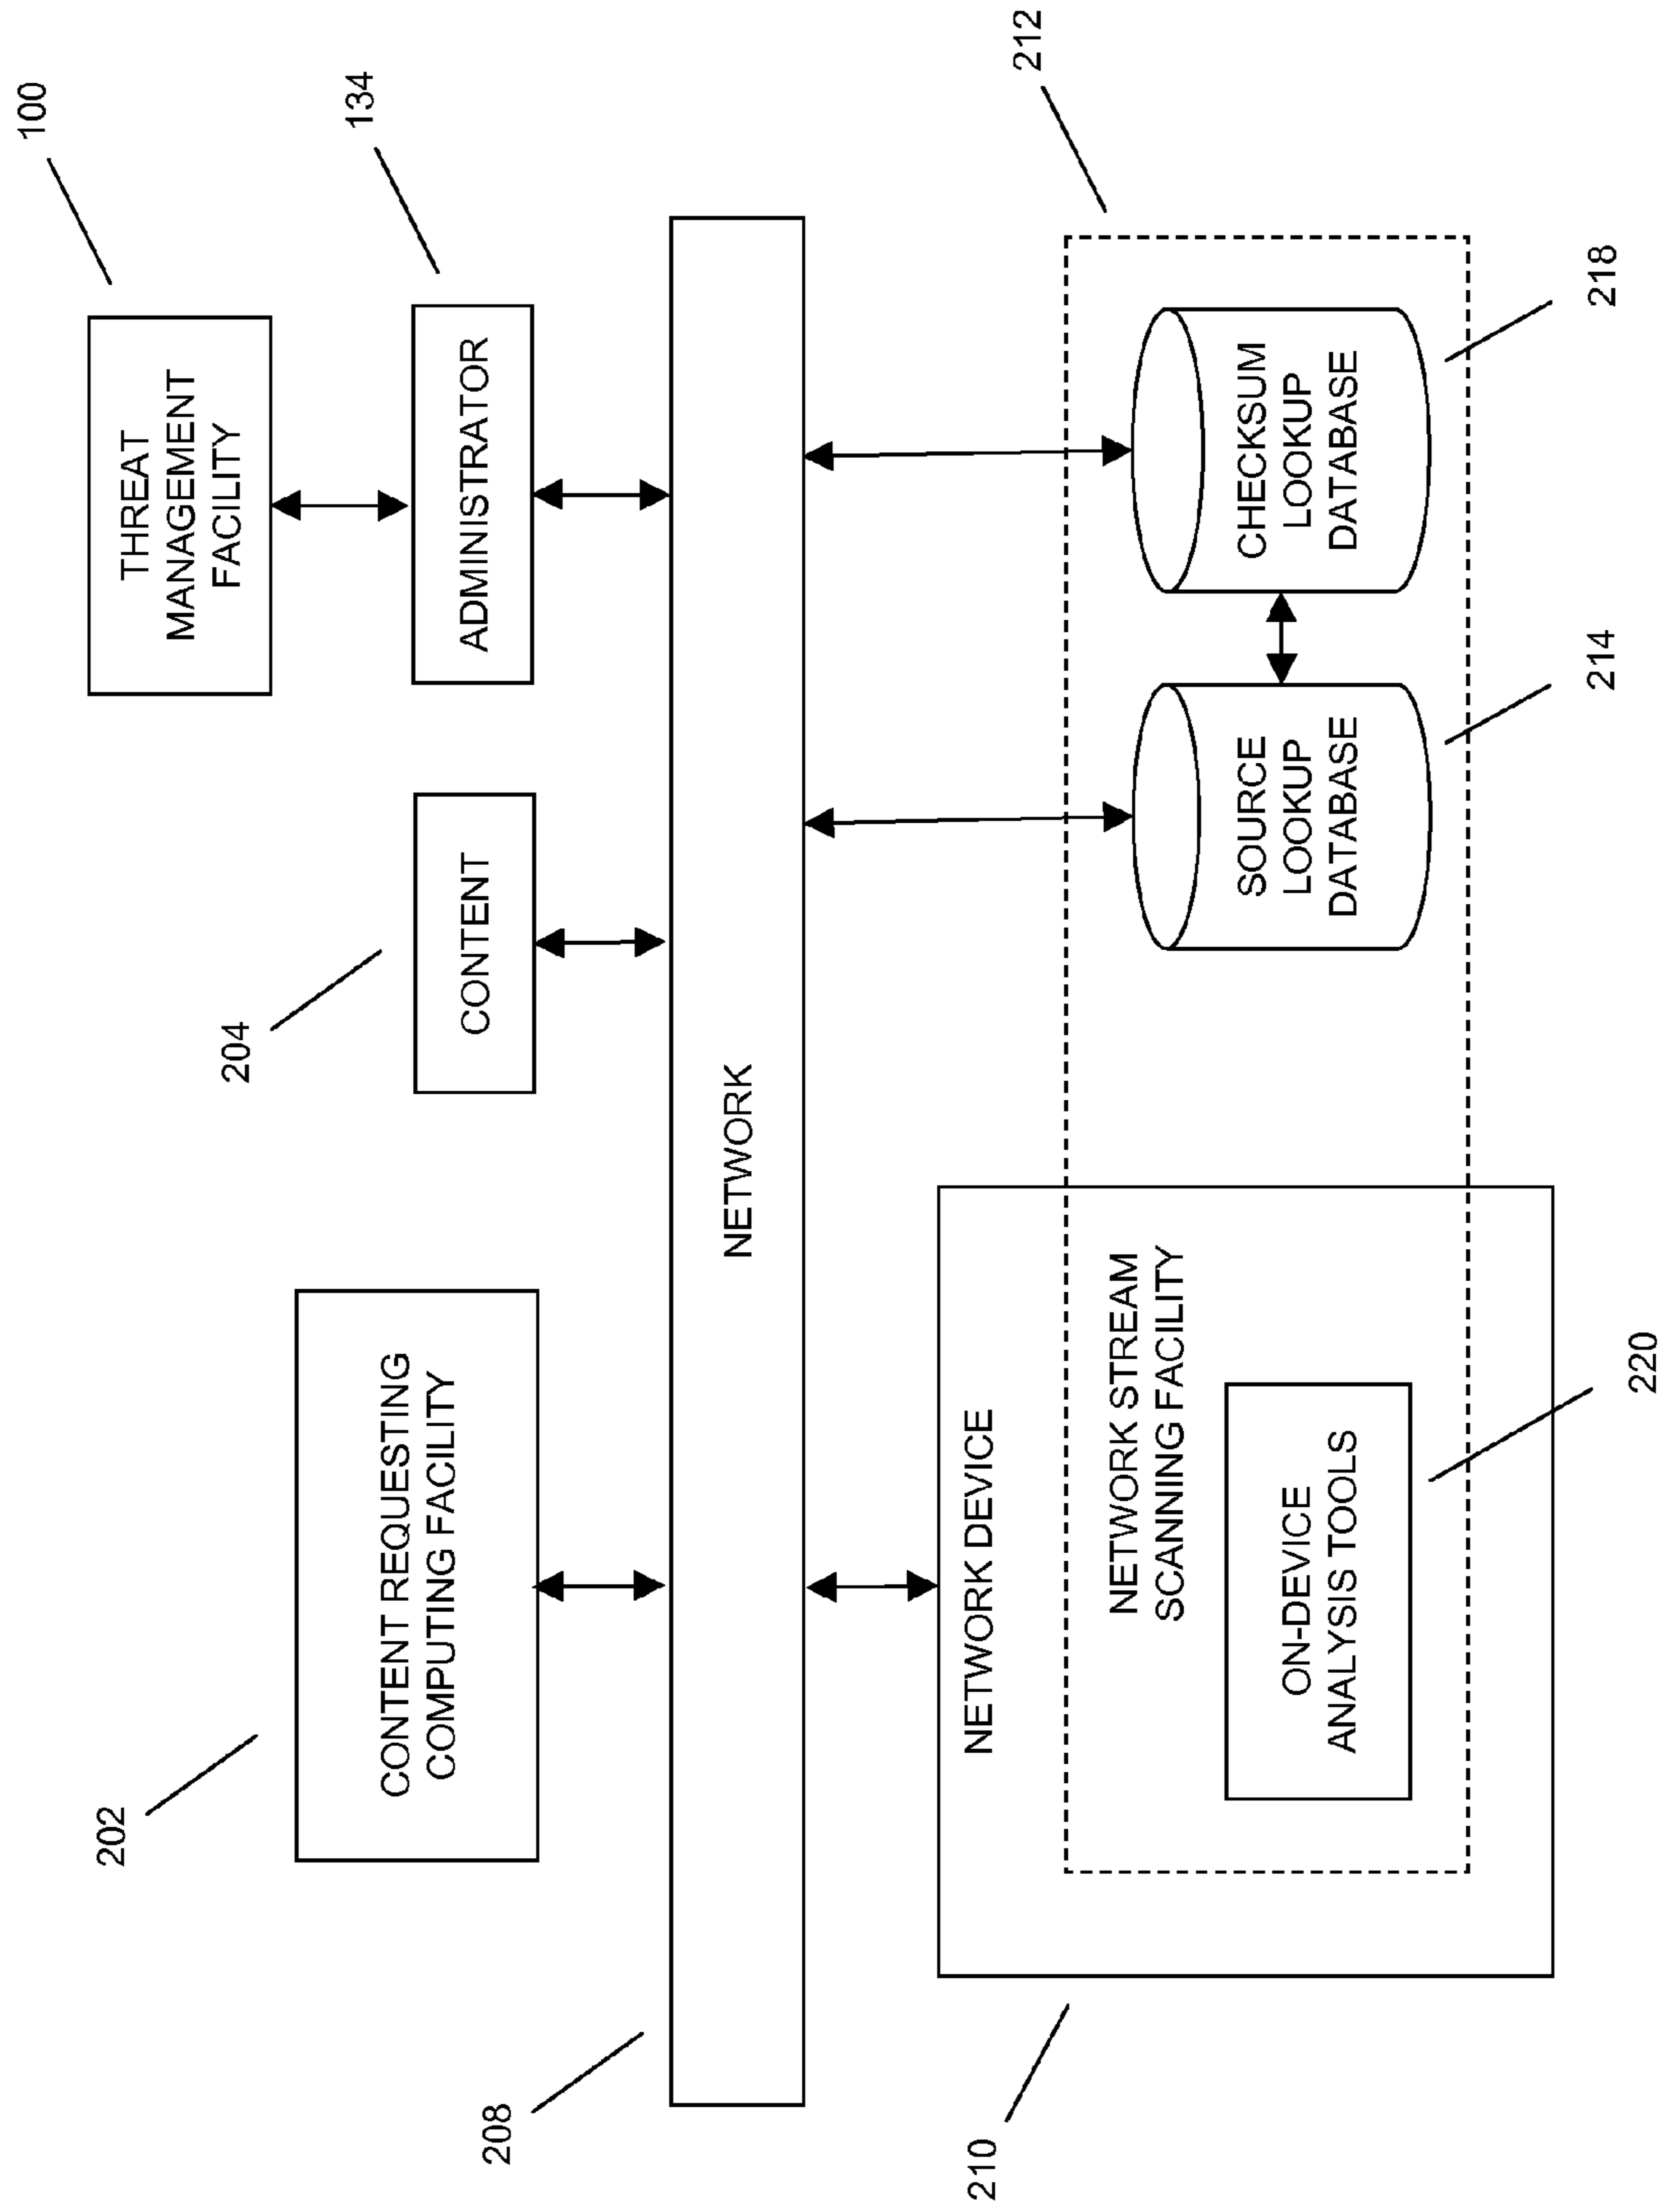 100
THREAT
MANAGEMENT
FACILITY
134
ADMINISTRATOR
204
CONTENT
202
CONTENT REQUESTING
COMPUTING FACILITY
208
NETWORK
210
NETWORK DEVICE
NETWORK STREAM
SCANNING FACILITY
ON-DEVICE
ANALYSIS TOOLS
220
212
SOURCE
LOOKUP
DATABASE
214
CHECKSUM
LOOKUP
DATABASE
218